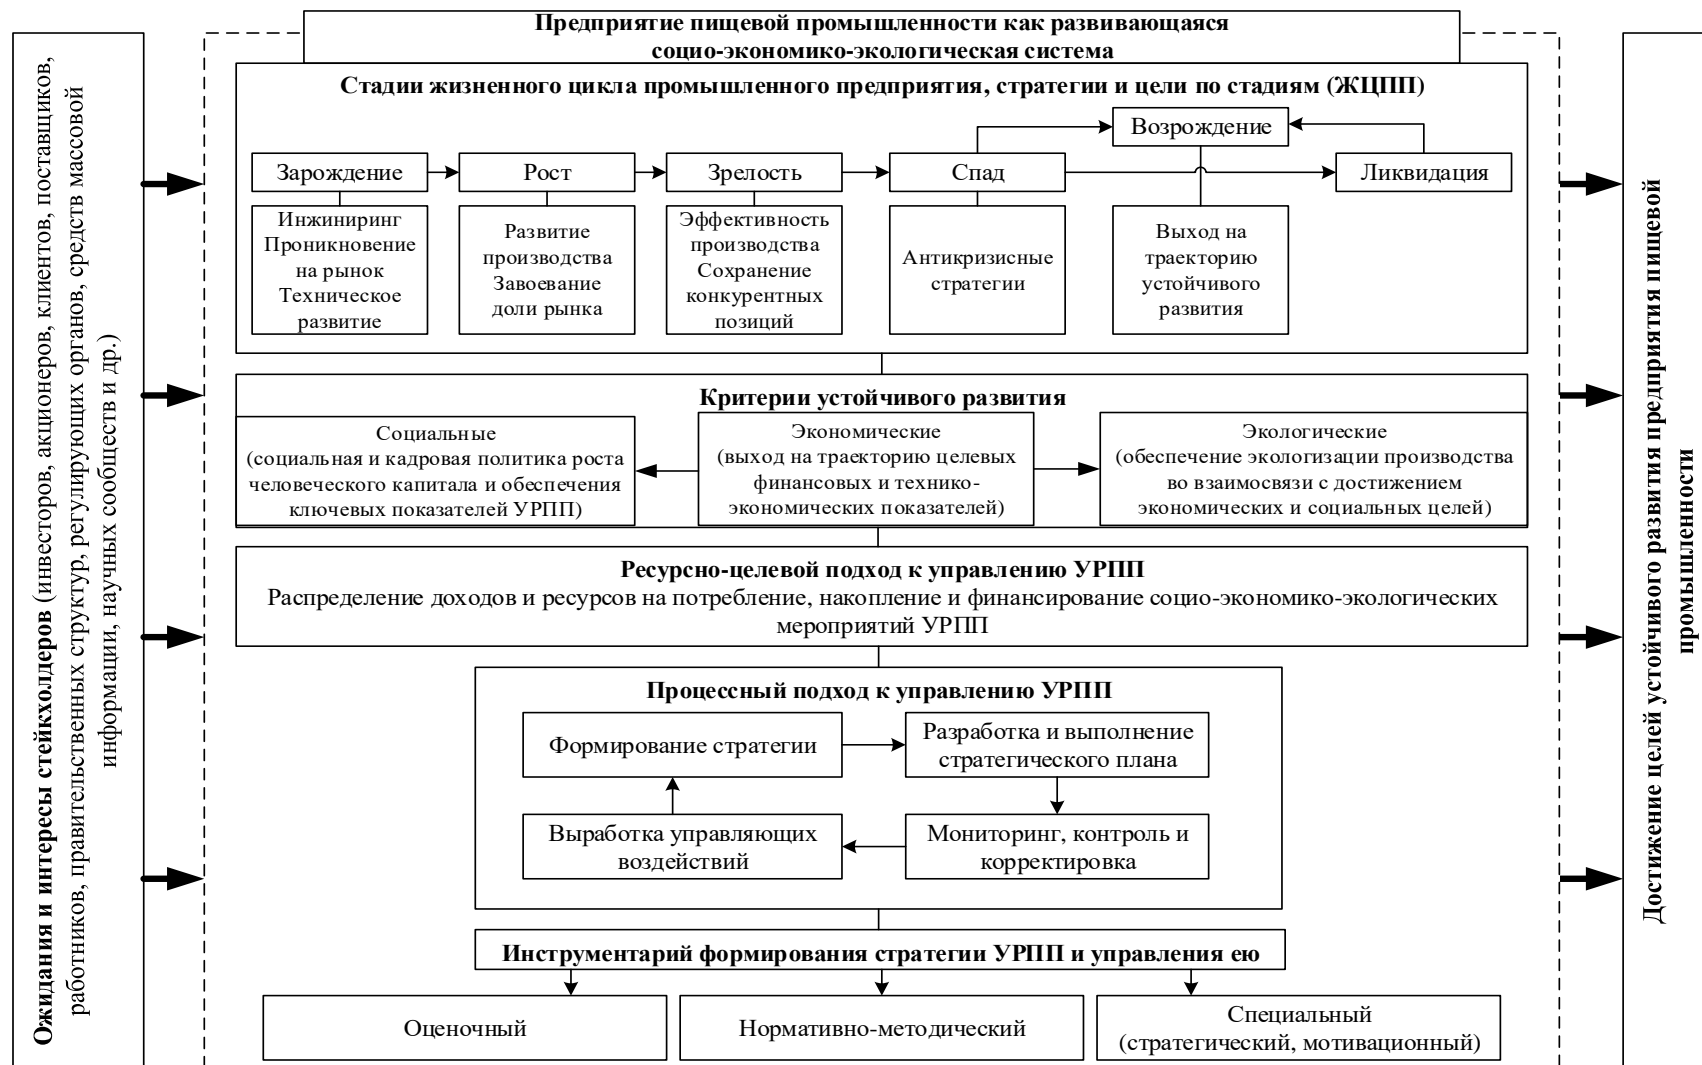 Предприятие пищевой промышленности как развивающаяся
социо-экономико-экологическая система
Ожидания и интересы стейкхолдеров (инвесторов, акционеров, клиентов, поставщиков,
работников, правительственных структур, регулирующих органов, средств массовой
информации, научных сообществ и др.)
Стадии жизненного цикла промышленного предприятия, стратегии и цели по стадиям (ЖЦПП)
Возрождение
Зарождение
Рост
Зрелость
Спад
Ликвидация
Инжиниринг
Проникновение
на рынок
Техническое
развитие
Развитие
производства
Завоевание
доли рынка
Эффективность
производства
Сохранение
конкурентных
позиций
Антикризисные
стратегии
Выход на
траекторию
устойчивого
развития
Критерии устойчивого развития
Социальные
(социальная и кадровая политика роста
человеческого капитала и обеспечения
ключевых показателей УРПП)
Экономические
(выход на траекторию целевых
финансовых и технико-
экономических показателей)
Экологические
(обеспечение экологизации производства
во взаимосвязи с достижением
экономических и социальных целей)
Ресурсно-целевой подход к управлению УРПП
Распределение доходов и ресурсов на потребление, накопление и финансирование социо-экономико-экологических
мероприятий УРПП
Процессный подход к управлению УРПП
Формирование стратегии
Разработка и выполнение
стратегического плана
Выработка управляющих
воздействий
Мониторинг, контроль и
корректировка
Инструментарий формирования стратегии УРПП и управления ею
Оценочный
Нормативно-методический
Специальный
(стратегический, мотивационный)
Достижение целей устойчивого развития предприятия пищевой
промышленности